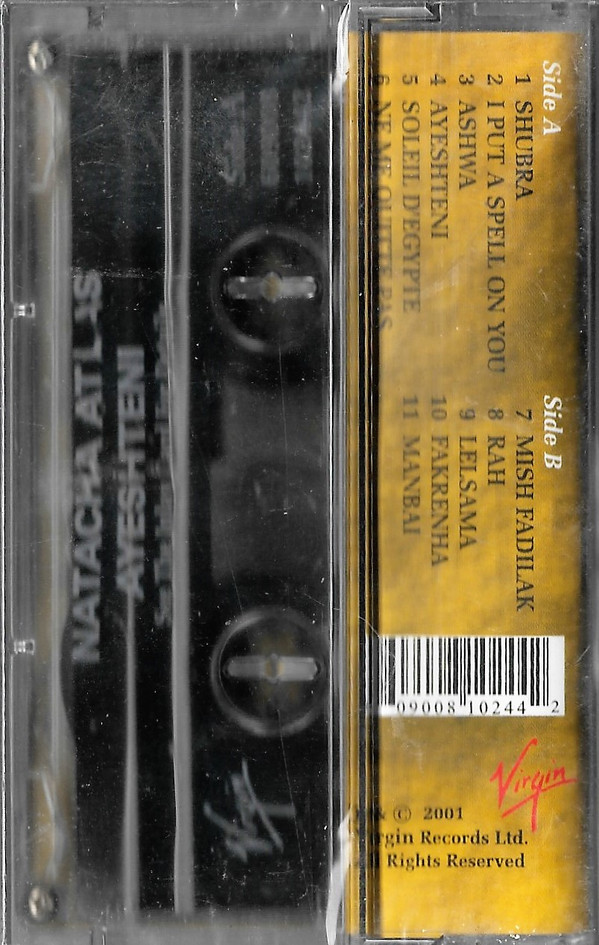 Side A
1 SHUBRA
2 I PUT A SPELL ON YOU
3 ASHWA
4 AYESHTENI
5 SOLEIL D'EGYPTE
6 NE ME QUITTE PAS
Side B
7 MISH FADILAK
8 RAH
9 LELSAMA
10 FAKRENHA
11 MANBAI
09008 10244 2
Virgin
& © 2001
Virgin Records Ltd.
All Rights Reserved
NATACHA ATLAS
AYESHTENI
Virgin